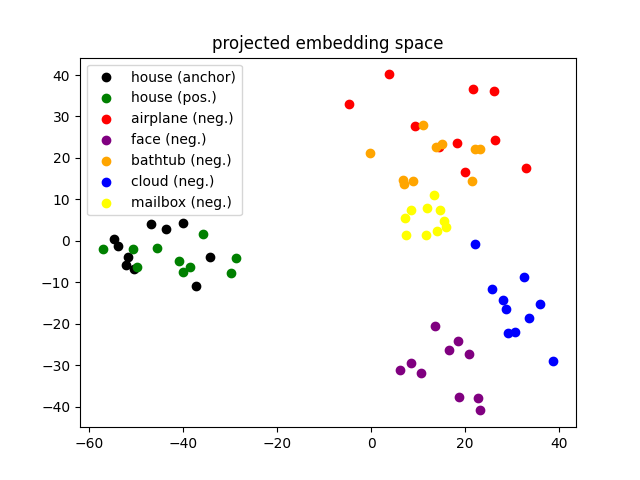 projected embedding space
house (anchor)
house (pos.)
airplane (neg.)
face (neg.)
bathtub (neg.)
cloud (neg.)
mailbox (neg.)
40
30
20
10
0
−10
−20
−30
−40
−60 −40 −20 0 20 40